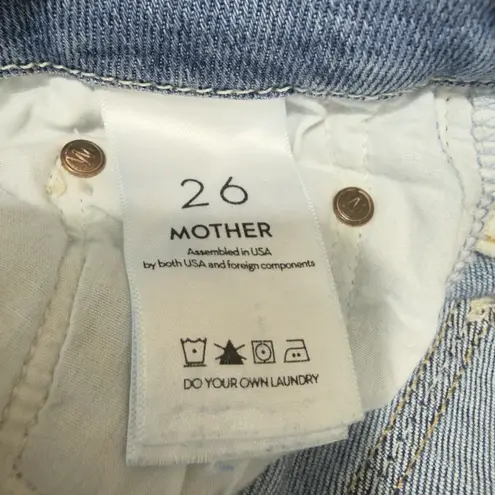 26
MOTHER
Assembled in USA
by both USA and foreign components
DO YOUR OWN LAUNDRY